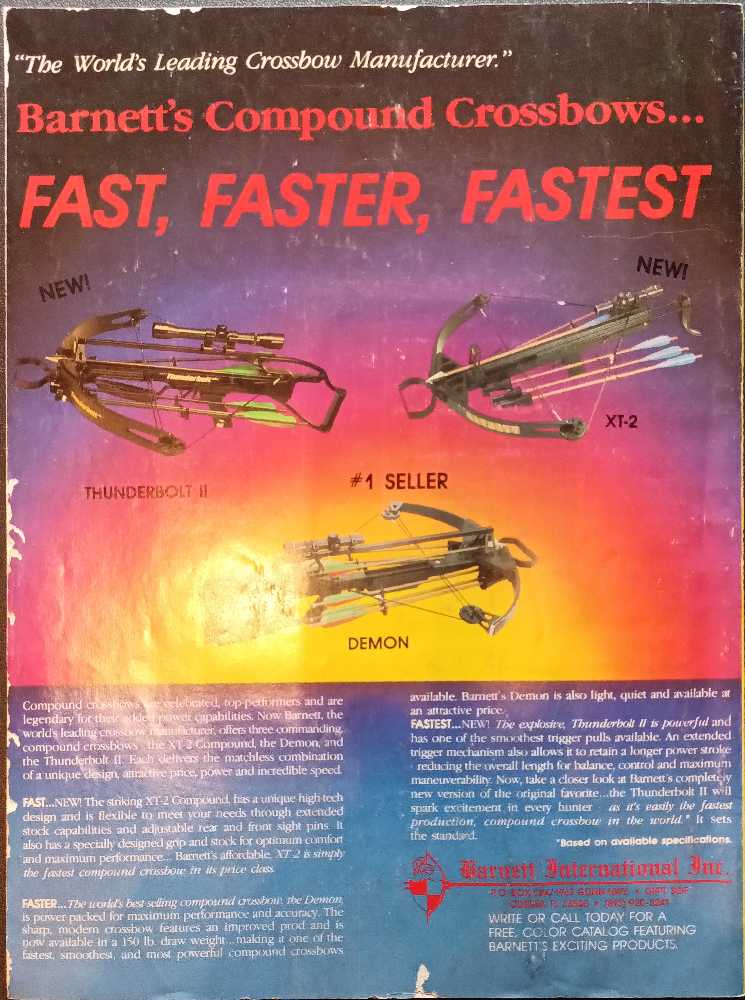 "The World's Leading Crossbow Manufacturer."
Barnett's Compound Crossbows...
FAST, FASTER, FASTEST
NEW!
NEW!
Thunderbolt
XT-2
THUNDERBOLT II
#1 SELLER
DEMON
Compound crossbows are celebrated, top-performers and are
legendary for their added power capabilities. Now Barnett, the
world's leading crossbow manufacturer, offers three commanding,
compound crossbows - the XT-2 Compound, the Demon, and
the Thunderbolt II. Each delivers the matchless combination
of a unique design, attractive price, power and incredible speed.
FAST...NEW! The striking XT-2 Compound, has a unique high-tech
design and is flexible to meet your needs through extended
stock capabilities and adjustable rear and front sight pins. It
also has a specially designed grip and stock for optimum comfort
and maximum performance... Barnett's affordable, XT-2 is simply
the fastest compound crossbow in its price class.
FASTER...The world's best selling compound crossbow, the Demon,
is power-packed for maximum performance and accuracy. The
sharp, modern crossbow features an improved prod and is
now available in a 150 lb. draw weight...making it one of the
fastest, smoothest, and most powerful compound crossbows
available. Barnett's Demon is also light, quiet and available at
an attractive price.
FASTEST...NEW! The explosive, Thunderbolt II is powerful and
has one of the smoothest trigger pulls available. An extended
trigger mechanism also allows it to retain a longer power stroke
- reducing the overall length for balance, control and maximum
maneuverability. Now, take a closer look at Barnett's completely
new version of the original favorite...the Thunderbolt II will
spark excitement in every hunter - as it's easily the fastest
production, compound crossbow in the world.* It sets
the standard.
*Based on available specifications.
Barnett International Inc.
P.O. BOX
ODESSA, FL
WRITE OR CALL TODAY FOR A
FREE, COLOR CATALOG FEATURING
BARNETT'S EXCITING PRODUCTS.